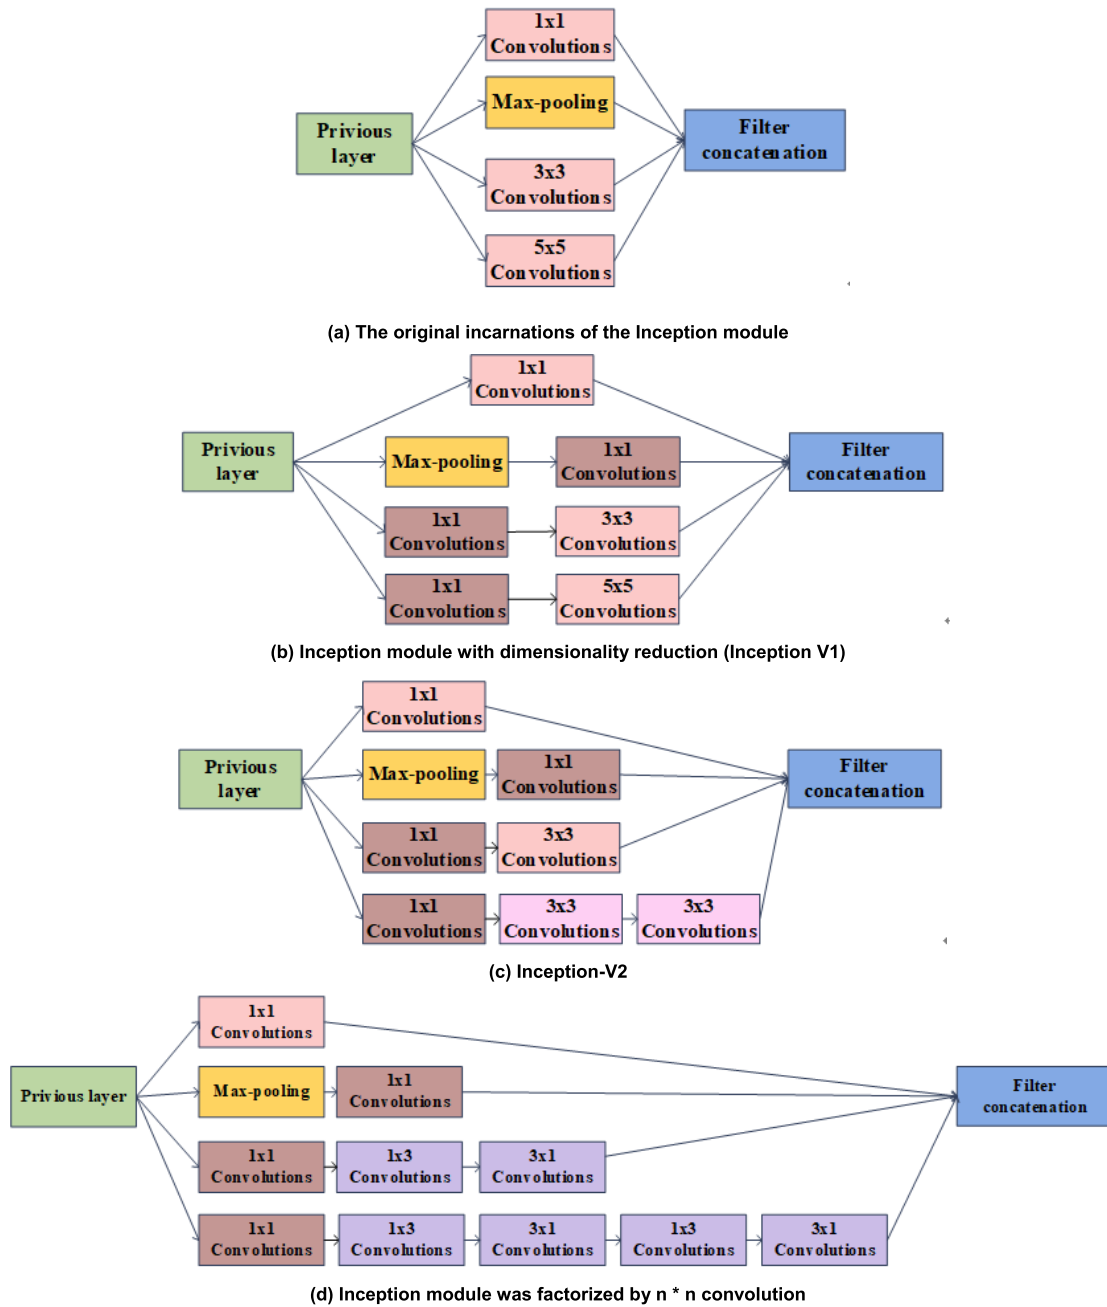 1x1
Convolutions
Max-pooling
Privious
layer
Filter
concatenation
3x3
Convolutions
5x5
Convolutions
(a) The original incarnations of the Inception module
1x1
Convolutions
Privious
layer
Max-pooling
1x1
Convolutions
Filter
concatenation
1x1
Convolutions
3x3
Convolutions
1x1
Convolutions
5x5
Convolutions
(b) Inception module with dimensionality reduction (Inception V1)
1x1
Convolutions
Privious
layer
Max-pooling
1x1
Convolutions
Filter
concatenation
1x1
Convolutions
3x3
Convolutions
1x1
Convolutions
3x3
Convolutions
3x3
Convolutions
(c) Inception-V2
1x1
Convolutions
Privious layer
Max-pooling
1x1
Convolutions
Filter
concatenation
1x1
Convolutions
1x3
Convolutions
3x1
Convolutions
1x1
Convolutions
1x3
Convolutions
3x1
Convolutions
1x3
Convolutions
3x1
Convolutions
(d) Inception module was factorized by n * n convolution